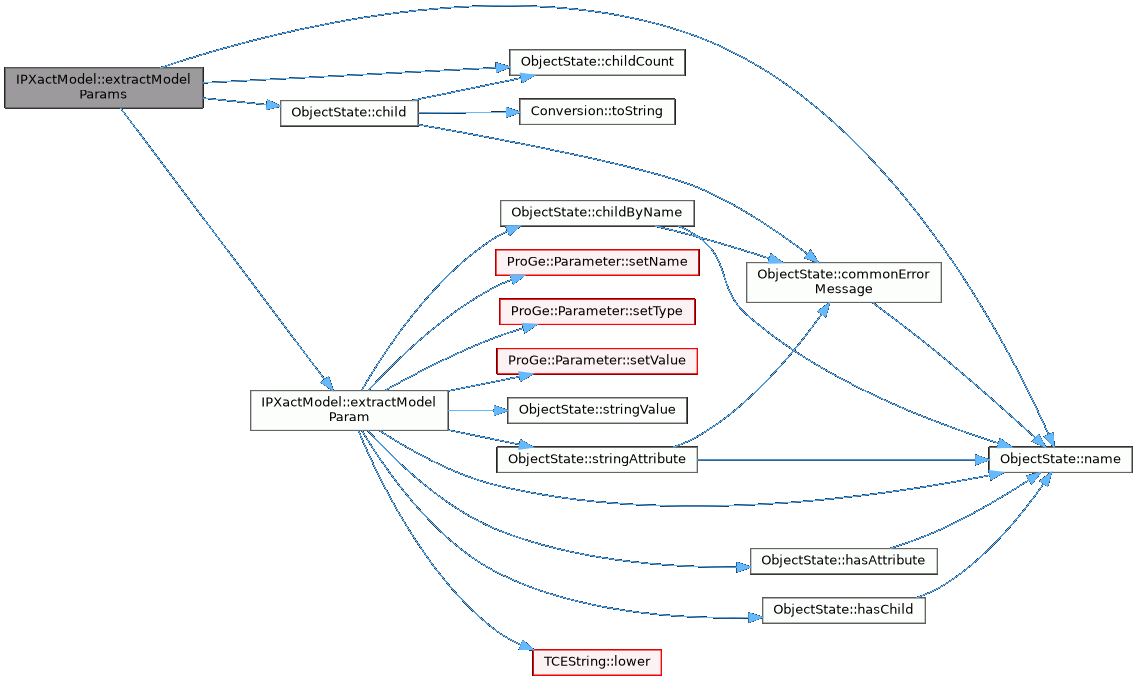 IPXactModel::extractModel
Params
ObjectState::childCount
ObjectState::child
Conversion::toString
ObjectState::childByName
ProGe::Parameter::setName
ObjectState::commonError
Message
ProGe::Parameter::setType
ProGe::Parameter::setValue
IPXactModel::extractModel
Param
ObjectState::stringValue
ObjectState::stringAttribute
ObjectState::name
ObjectState::hasAttribute
ObjectState::hasChild
TCEString::lower